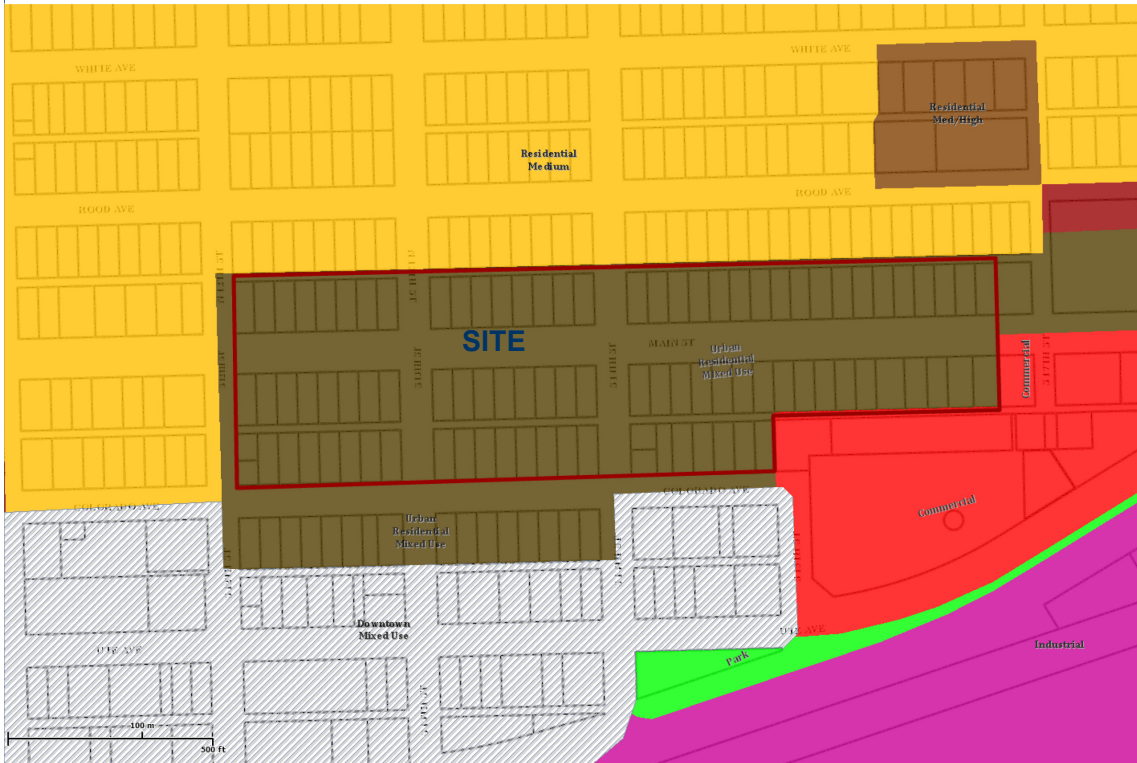 WHITE AVE
WHITE AVE
Residential
Med/High
Residential
Medium
ROOD AVE
ROOD AVE
SITE
MAIN ST
Urban
Residential
Mixed Use
Commercial
COLORADO AVE
COLORADO AVE
Commercial
Urban
Residential
Mixed Use
Downtown
Mixed Use
UTE AVE
UTE AVE
Park
Industrial
100 m
500 ft